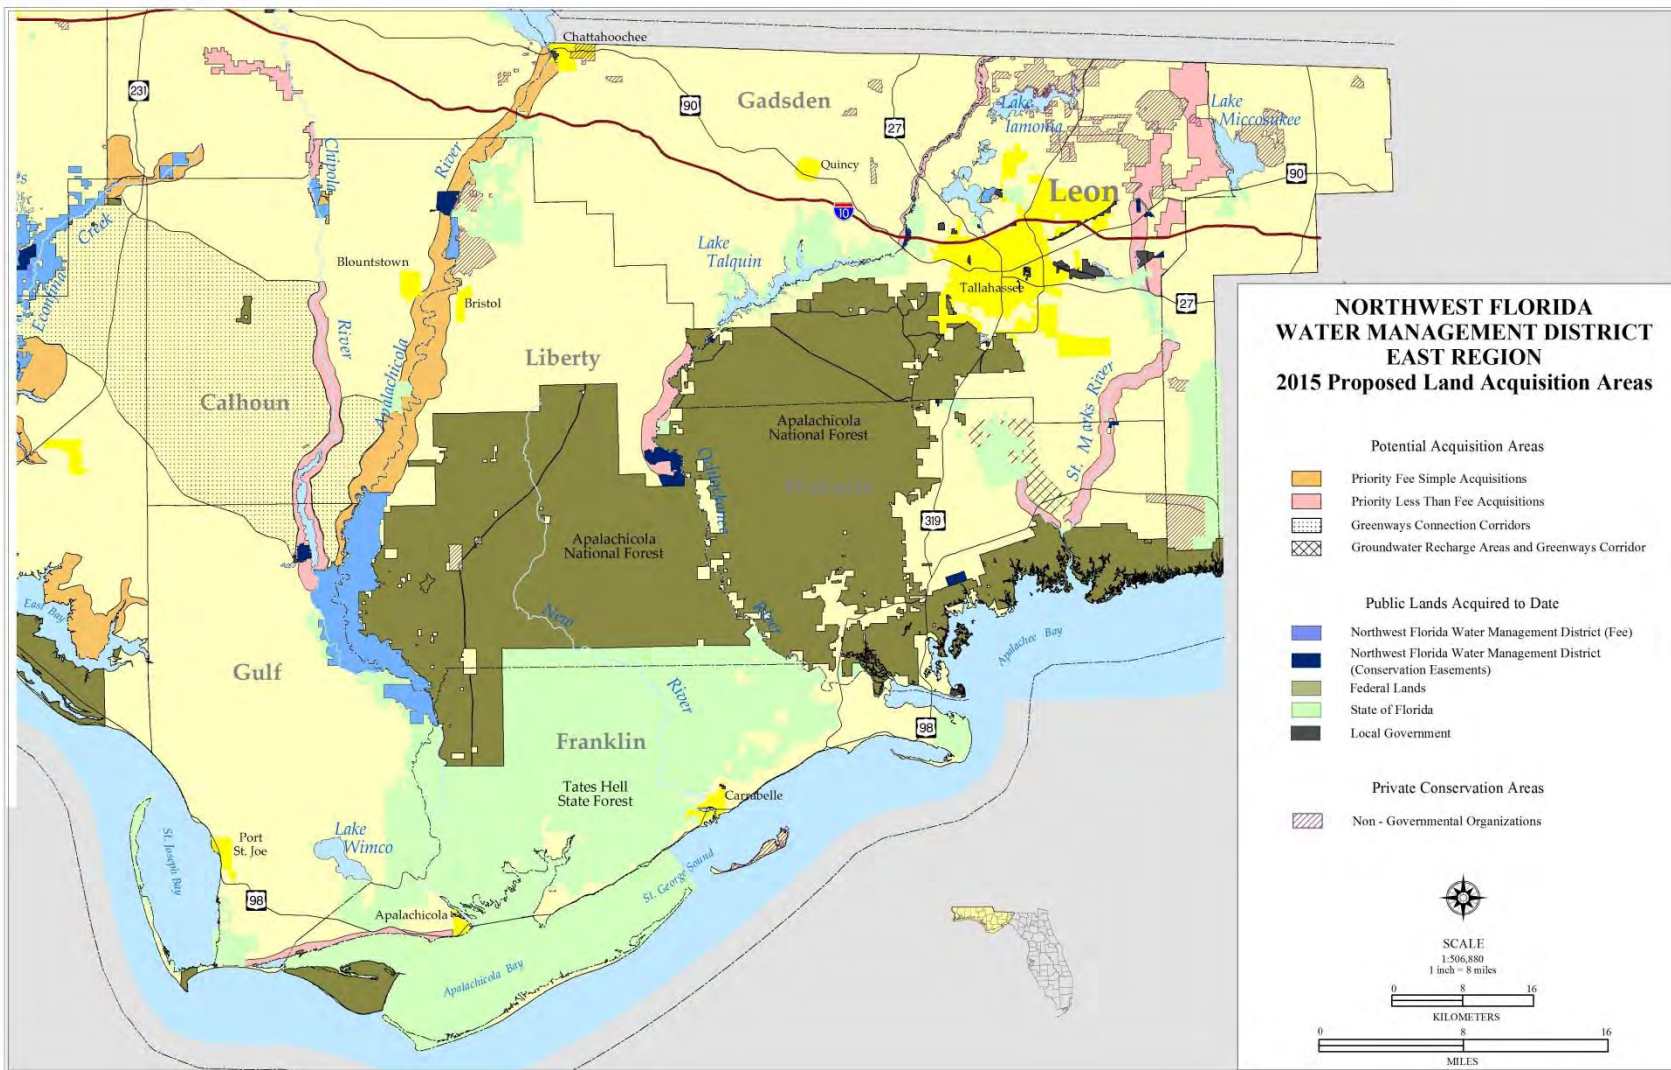 Chattahoochee
231
90
Gadsden
27
Lake
Iamonia
Lake
Miccosukee
Chipola
River
Quincy
90
Leon
10
Creek
Econfina
Lake
Talquin
Blountstown
Bristol
Tallahassee
27
River
Liberty
Apalachicola
Calhoun
Apalachicola
National Forest
St. Marks River
Ochlockonee
319
Apalachicola
National Forest
East Bay
New
River
Apalachee Bay
Gulf
River
98
Franklin
Tates Hell
State Forest
Carrabelle
Port
St. Joe
Lake
Wimco
St. Joseph Bay
St. George Sound
98
Apalachicola
Apalachicola Bay
NORTHWEST FLORIDA
WATER MANAGEMENT DISTRICT
EAST REGION
2015 Proposed Land Acquisition Areas
Potential Acquisition Areas
Priority Fee Simple Acquisitions
Priority Less Than Fee Acquisitions
Greenways Connection Corridors
Groundwater Recharge Areas and Greenways Corridor
Public Lands Acquired to Date
Northwest Florida Water Management District (Fee)
Northwest Florida Water Management District
(Conservation Easements)
Federal Lands
State of Florida
Local Government
Private Conservation Areas
Non - Governmental Organizations
SCALE
1:506,880
1 inch = 8 miles
0 8 16
KILOMETERS
0 8 16
MILES